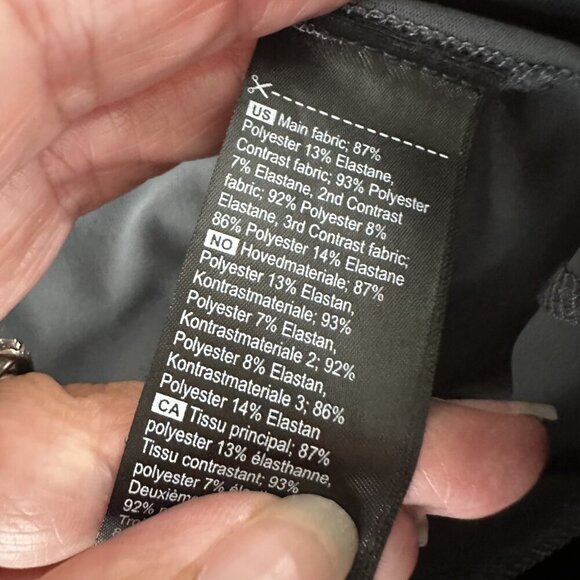 US Main fabric; 87%
Polyester 13% Elastane,
Contrast fabric; 93% Polyester
7% Elastane, 2nd Contrast
fabric; 92% Polyester 8%
Elastane, 3rd Contrast fabric;
86% Polyester 14% Elastane
NO Hovedmateriale; 87%
Polyester 13% Elastan,
Kontrastmateriale; 93%
Polyester 7% Elastan,
Kontrastmateriale 2; 92%
Polyester 8% Elastan,
Kontrastmateriale 3; 86%
Polyester 14% Elastan
CA Tissu principal; 87%
polyester 13% élasthanne,
Tissu contrastant; 93%
polyester 7%
92%